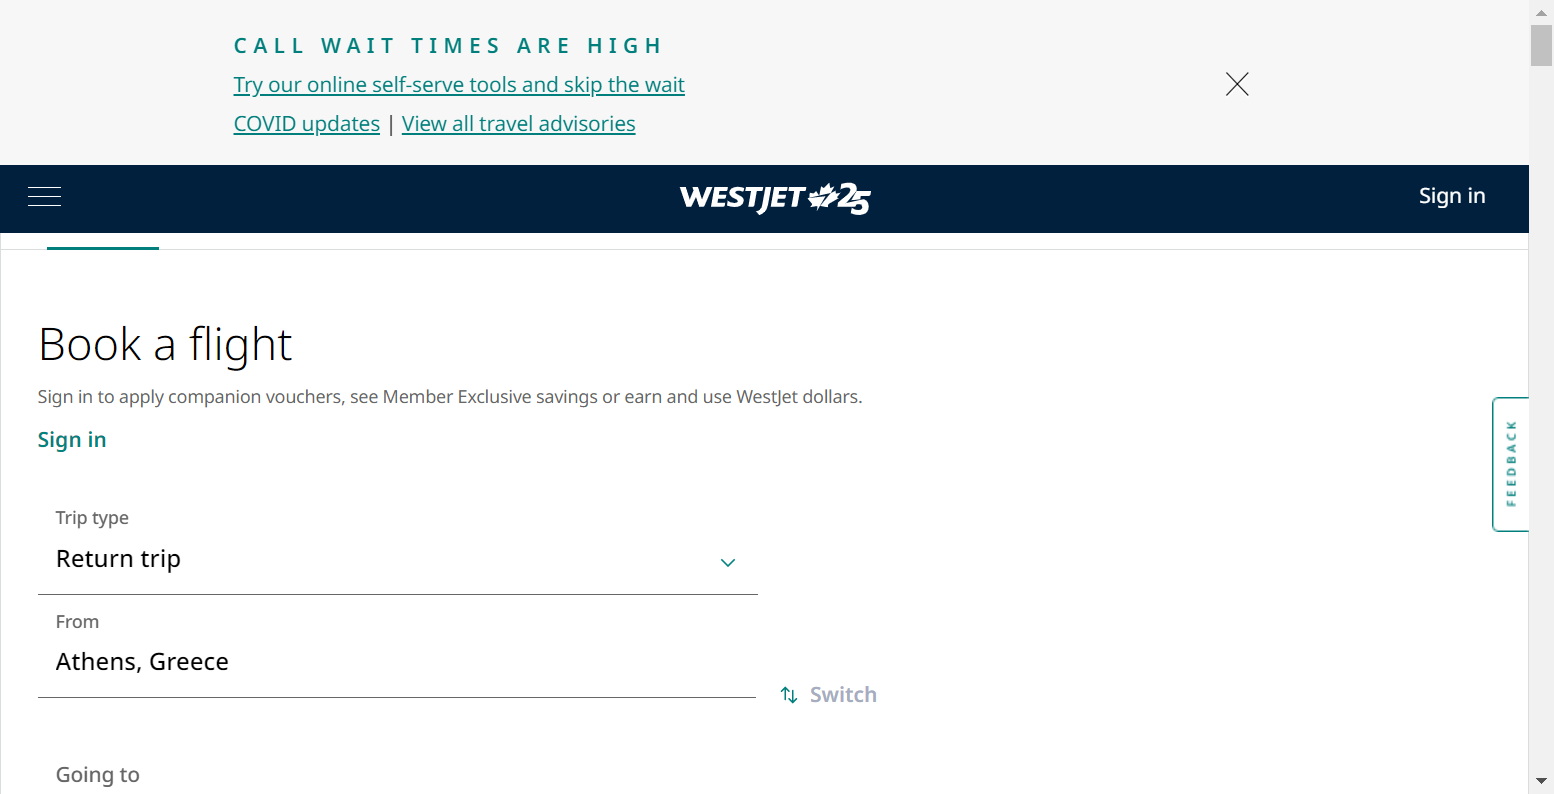 CALL WAIT TIMES ARE HIGH
Try our online self-serve tools and skip the wait
COVID updates | View all travel advisories
WESTJET 25
Sign in
Book a flight
Sign in to apply companion vouchers, see Member Exclusive savings or earn and use WestJet dollars.
Sign in
FEEDBACK
Trip type
Return trip
From
Athens, Greece
Switch
Going to